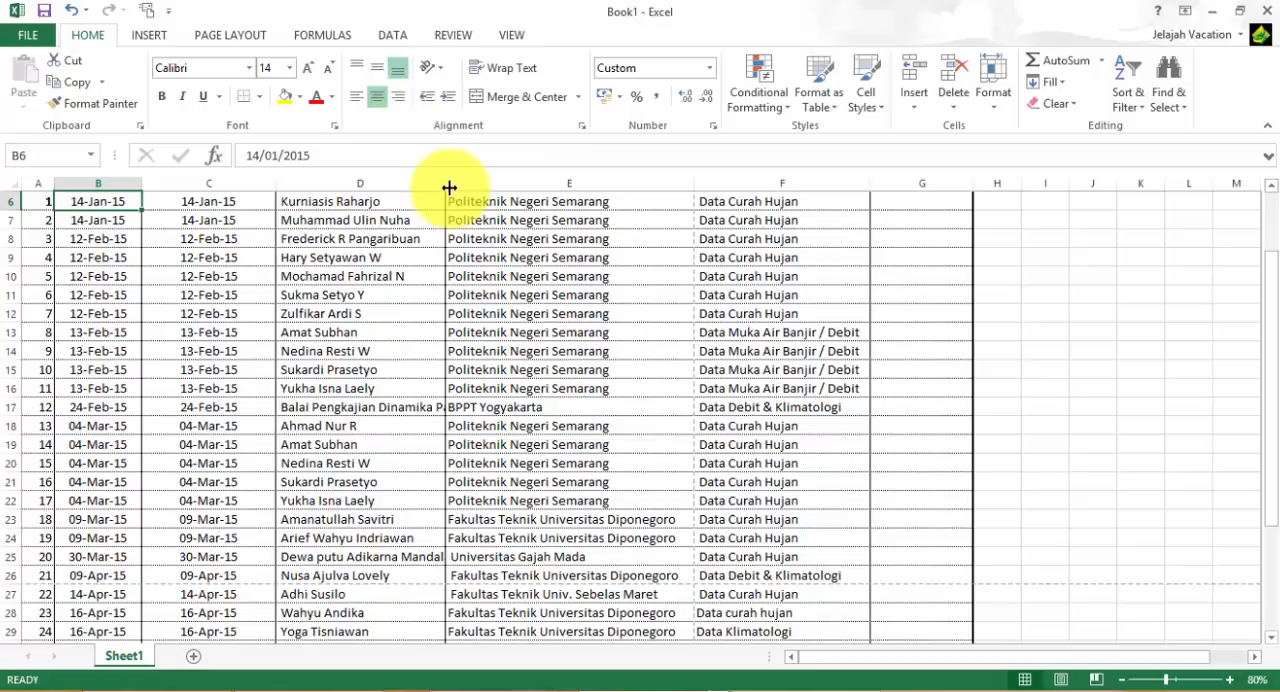 Book1 - Excel
FILE HOME INSERT PAGE LAYOUT FORMULAS DATA REVIEW VIEW Jelajah Vacation
Paste
Cut
Copy
Format Painter
Clipboard
Calibri 14
B I U
Font
Wrap Text
Merge & Center
Alignment
Custom
Number
Conditional Formatting
Format as Table
Cell Styles
Styles
Insert Delete Format
Cells
AutoSum
Fill
Clear
Sort & Filter
Find & Select
Editing
B6 fx 14/01/2015
A B C D E F G H I J K L M
6 1 14-Jan-15 14-Jan-15 Kurniasis Raharjo Politeknik Negeri Semarang Data Curah Hujan
7 2 14-Jan-15 14-Jan-15 Muhammad Ulin Nuha Politeknik Negeri Semarang Data Curah Hujan
8 3 12-Feb-15 12-Feb-15 Frederick R Pangaribuan Politeknik Negeri Semarang Data Curah Hujan
9 4 12-Feb-15 12-Feb-15 Hary Setyawan W Politeknik Negeri Semarang Data Curah Hujan
10 5 12-Feb-15 12-Feb-15 Mochamad Fahrizal N Politeknik Negeri Semarang Data Curah Hujan
11 6 12-Feb-15 12-Feb-15 Sukma Setyo Y Politeknik Negeri Semarang Data Curah Hujan
12 7 12-Feb-15 12-Feb-15 Zulfikar Ardi S Politeknik Negeri Semarang Data Curah Hujan
13 8 13-Feb-15 13-Feb-15 Amat Subhan Politeknik Negeri Semarang Data Muka Air Banjir / Debit
14 9 13-Feb-15 13-Feb-15 Nedina Resti W Politeknik Negeri Semarang Data Muka Air Banjir / Debit
15 10 13-Feb-15 13-Feb-15 Sukardi Prasetyo Politeknik Negeri Semarang Data Muka Air Banjir / Debit
16 11 13-Feb-15 13-Feb-15 Yukha Isna Laely Politeknik Negeri Semarang Data Muka Air Banjir / Debit
17 12 24-Feb-15 24-Feb-15 Balai Pengkajian Dinamika Pa BPPT Yogyakarta Data Debit & Klimatologi
18 13 04-Mar-15 04-Mar-15 Ahmad Nur R Politeknik Negeri Semarang Data Curah Hujan
19 14 04-Mar-15 04-Mar-15 Amat Subhan Politeknik Negeri Semarang Data Curah Hujan
20 15 04-Mar-15 04-Mar-15 Nedina Resti W Politeknik Negeri Semarang Data Curah Hujan
21 16 04-Mar-15 04-Mar-15 Sukardi Prasetyo Politeknik Negeri Semarang Data Curah Hujan
22 17 04-Mar-15 04-Mar-15 Yukha Isna Laely Politeknik Negeri Semarang Data Curah Hujan
23 18 09-Mar-15 09-Mar-15 Amanatullah Savitri Fakultas Teknik Universitas Diponegoro Data Curah Hujan
24 19 09-Mar-15 09-Mar-15 Arief Wahyu Indriawan Fakultas Teknik Universitas Diponegoro Data Curah Hujan
25 20 30-Mar-15 30-Mar-15 Dewa putu Adikarna Mandal Universitas Gajah Mada Data Curah Hujan
26 21 09-Apr-15 09-Apr-15 Nusa Ajulva Lovely Fakultas Teknik Universitas Diponegoro Data Debit & Klimatologi
27 22 14-Apr-15 14-Apr-15 Adhi Susilo Fakultas Teknik Univ. Sebelas Maret Data Curah Hujan
28 23 16-Apr-15 16-Apr-15 Wahyu Andika Fakultas Teknik Universitas Diponegoro Data curah hujan
29 24 16-Apr-15 16-Apr-15 Yoga Tisniawan Fakultas Teknik Universitas Diponegoro Data Klimatologi
Sheet1
READY 80%